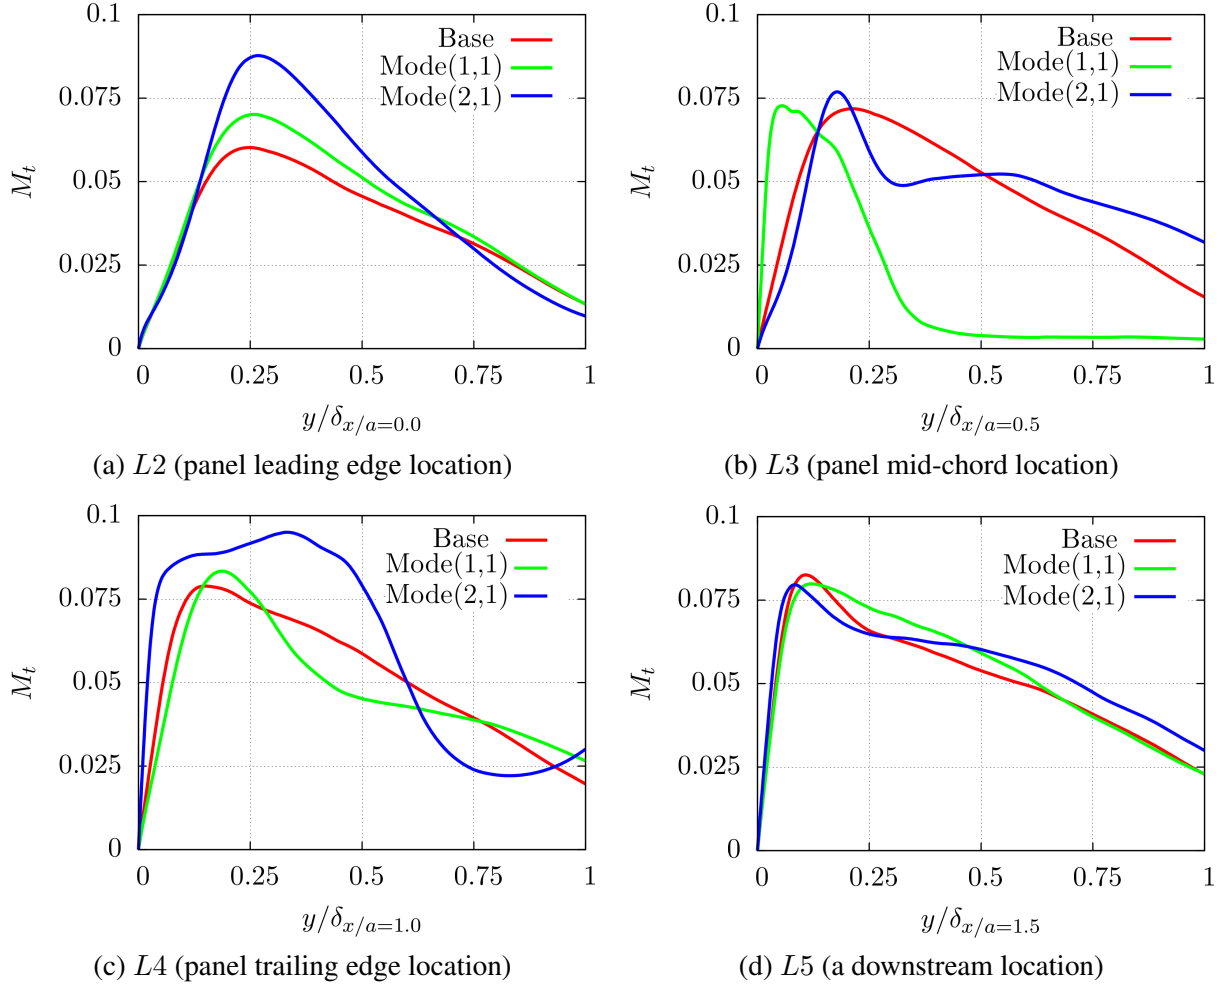 0.1
0.075
0.05
0.025
0
M_t
Base
Mode(1,1)
Mode(2,1)
0 0.25 0.5 0.75 1
y/δ_{x/a=0.0}
(a) L2 (panel leading edge location)
0.1
0.075
0.05
0.025
0
M_t
Base
Mode(1,1)
Mode(2,1)
0 0.25 0.5 0.75 1
y/δ_{x/a=0.5}
(b) L3 (panel mid-chord location)
0.1
0.075
0.05
0.025
0
M_t
Base
Mode(1,1)
Mode(2,1)
0 0.25 0.5 0.75 1
y/δ_{x/a=1.0}
(c) L4 (panel trailing edge location)
0.1
0.075
0.05
0.025
0
M_t
Base
Mode(1,1)
Mode(2,1)
0 0.25 0.5 0.75 1
y/δ_{x/a=1.5}
(d) L5 (a downstream location)